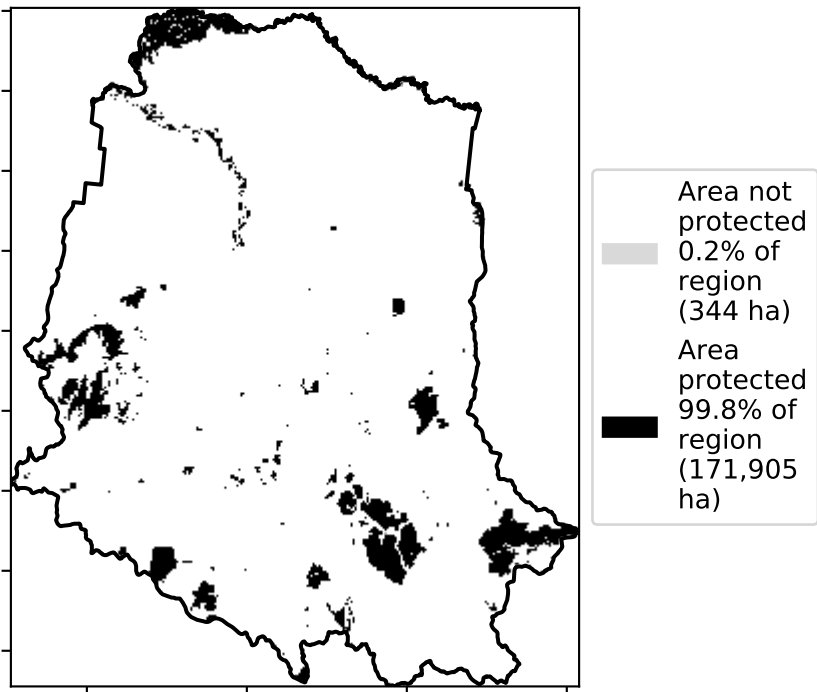 Area not
protected
0.2% of
region
(344 ha)
Area
protected
99.8% of
region
(171,905
ha)